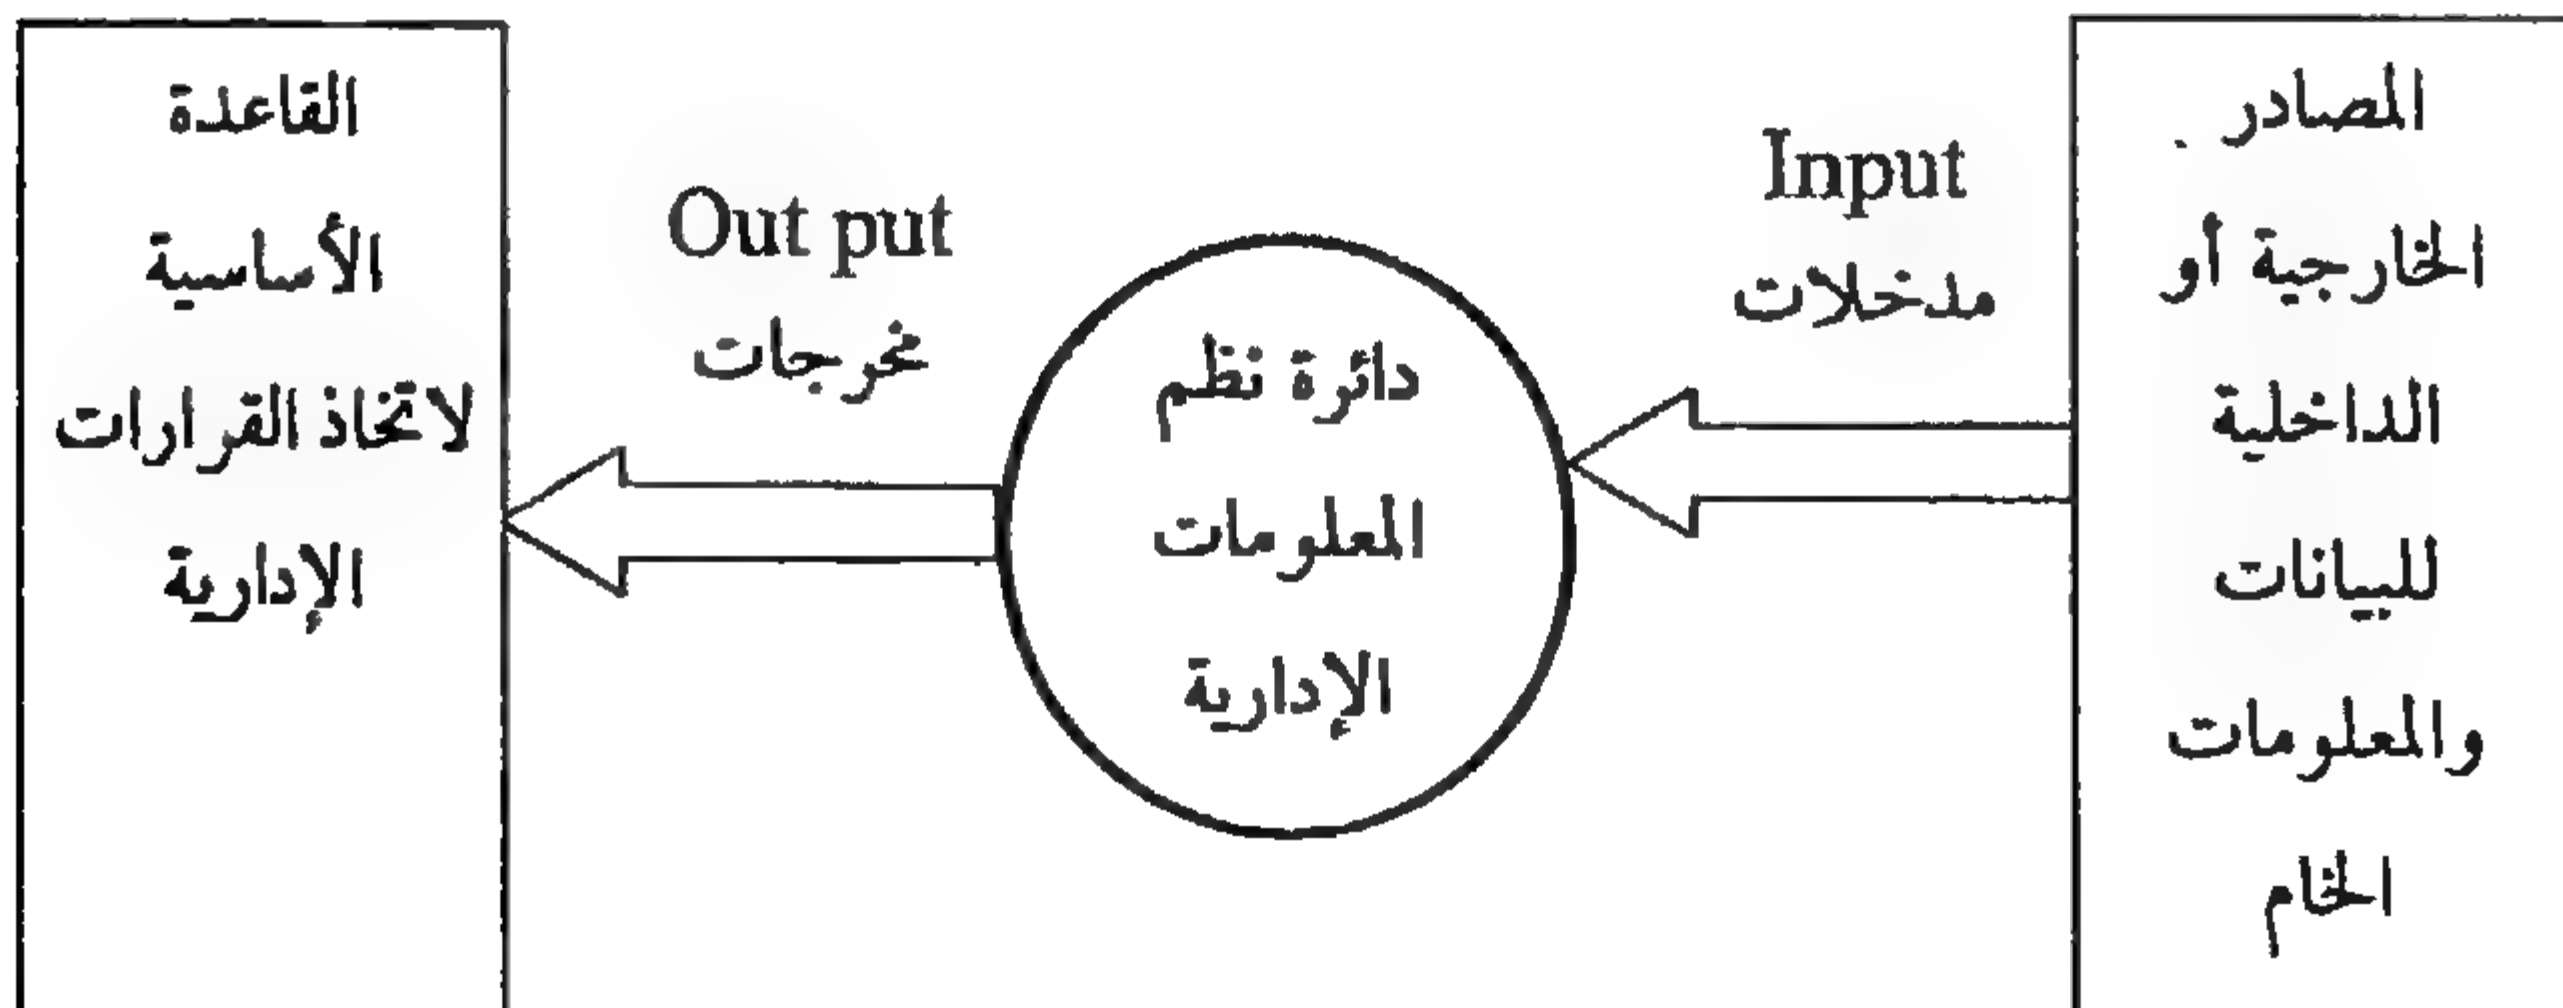 المصادر
الخارجية أو
الداخلية
للبيانات
والمعلومات
الخام
Input
مدخلات
دائرة نظم
المعلومات
الإدارية
Out put
مخرجات
القاعدة
الأساسية
لاتخاذ القرارات
الإدارية